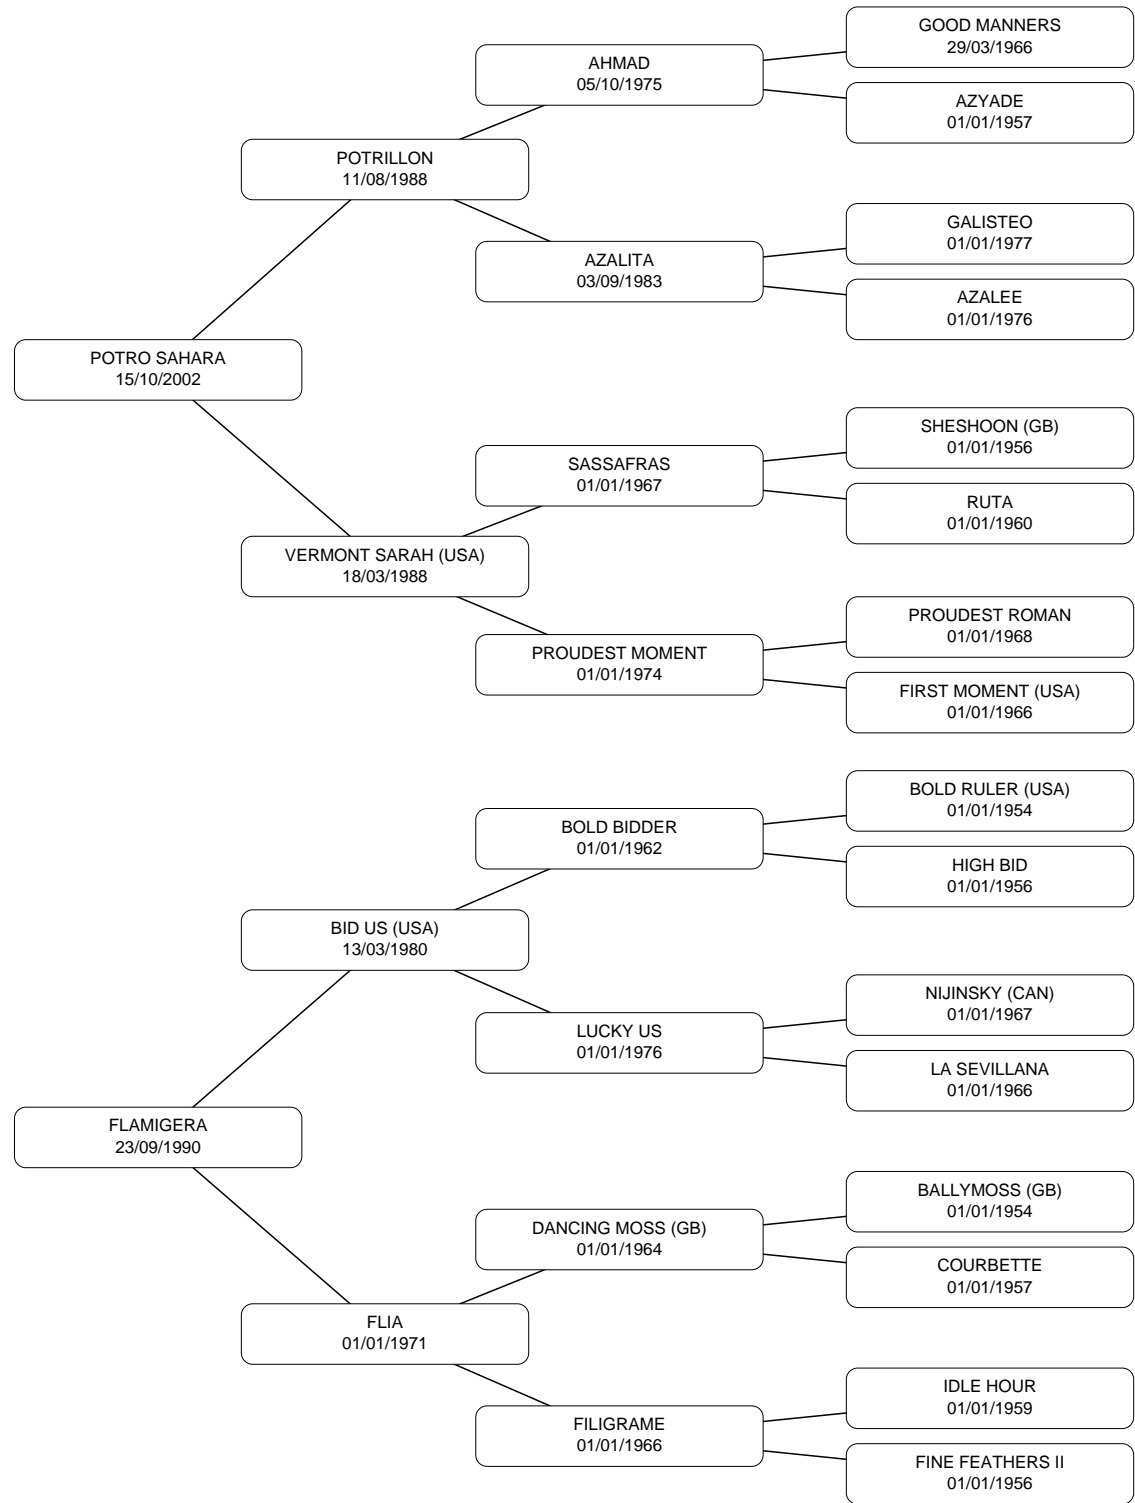 GOOD MANNERS
29/03/1966
AHMAD
05/10/1975
AZYADE
01/01/1957
POTRILLON
11/08/1988
GALISTEO
01/01/1977
AZALITA
03/09/1983
AZALEE
01/01/1976
POTRO SAHARA
15/10/2002
SHESHOON (GB)
01/01/1956
SASSAFRAS
01/01/1967
RUTA
01/01/1960
VERMONT SARAH (USA)
18/03/1988
PROUDEST ROMAN
01/01/1968
PROUDEST MOMENT
01/01/1974
FIRST MOMENT (USA)
01/01/1966
BOLD RULER (USA)
01/01/1954
BOLD BIDDER
01/01/1962
HIGH BID
01/01/1956
BID US (USA)
13/03/1980
NIJINSKY (CAN)
01/01/1967
LUCKY US
01/01/1976
LA SEVILLANA
01/01/1966
FLAMIGERA
23/09/1990
BALLYMOSS (GB)
01/01/1954
DANCING MOSS (GB)
01/01/1964
COURBETTE
01/01/1957
FLIA
01/01/1971
IDLE HOUR
01/01/1959
FILIGRAME
01/01/1966
FINE FEATHERS II
01/01/1956